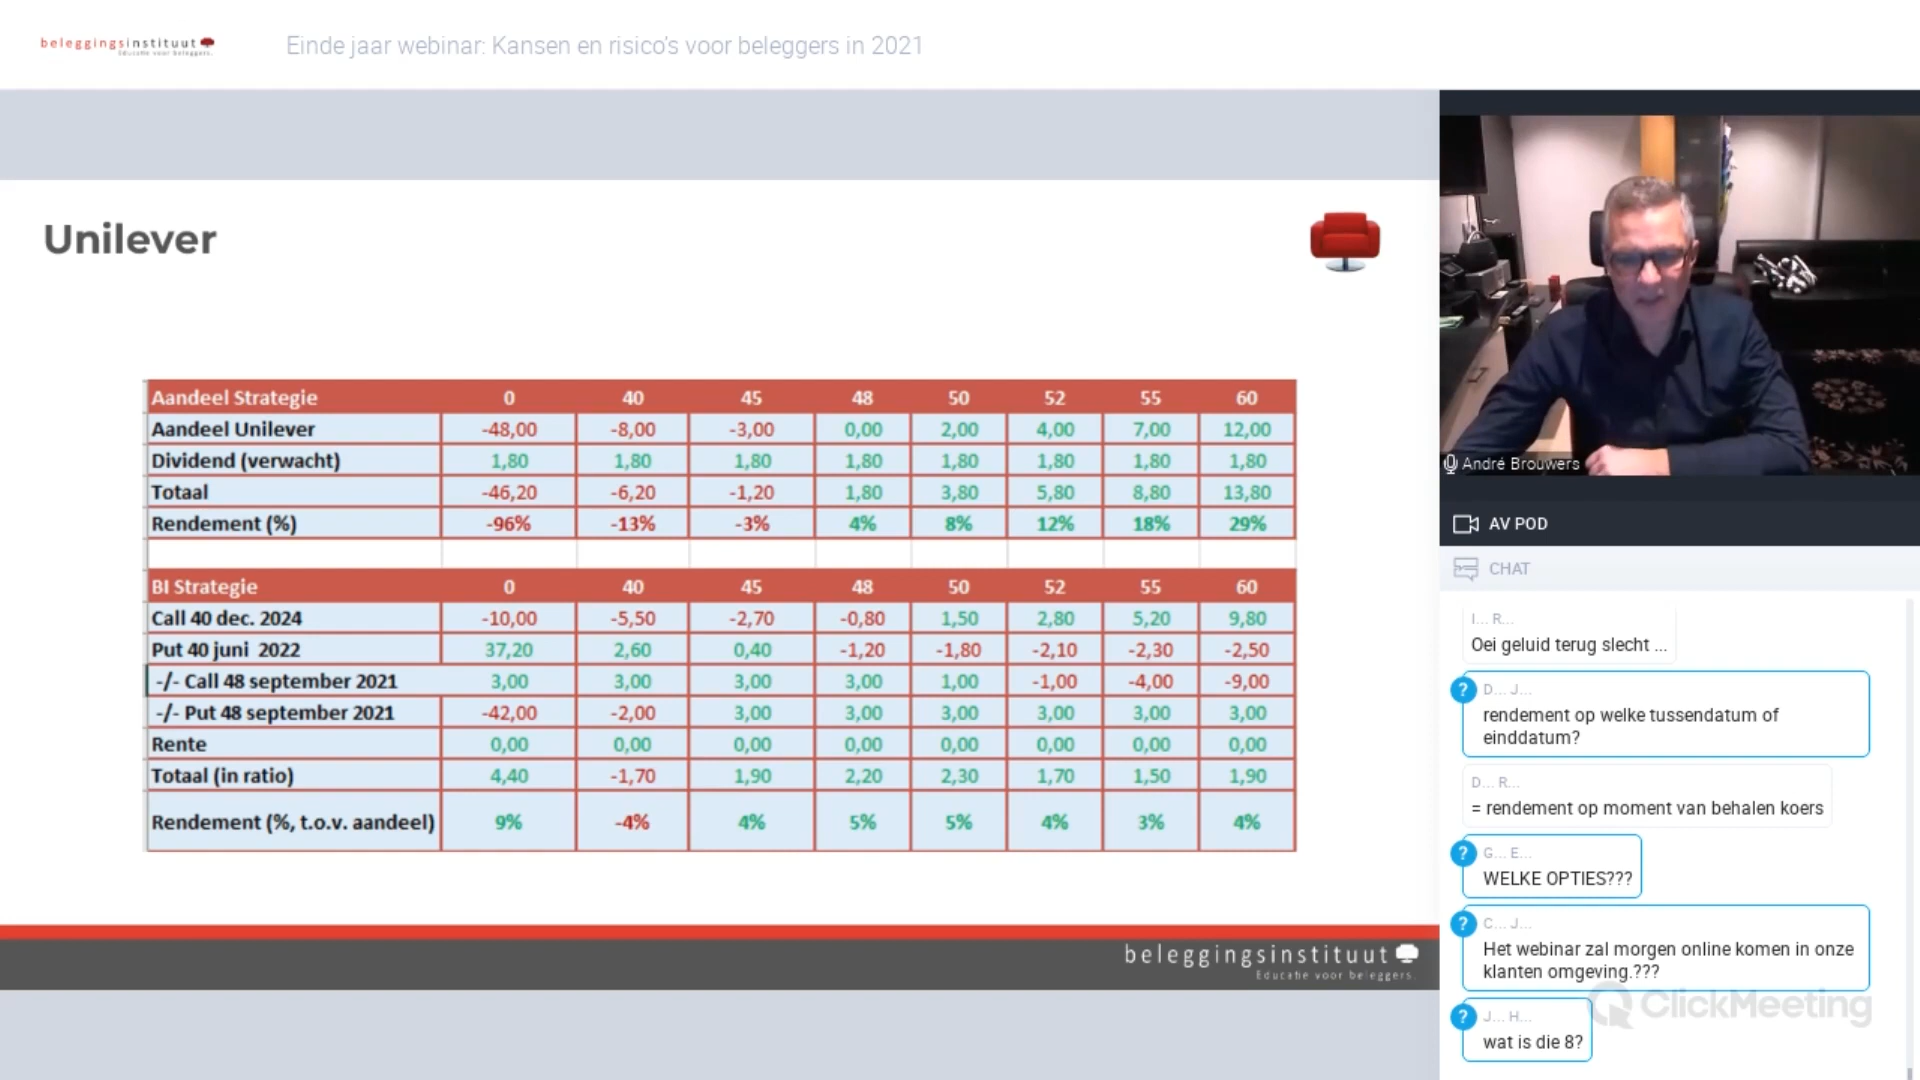 beleggingsinstituut
Educatie voor beleggers.
Einde jaar webinar: Kansen en risico's voor beleggers in 2021
Unilever
Aandeel Strategie 0 40 45 48 50 52 55 60
Aandeel Unilever -48,00 -8,00 -3,00 0,00 2,00 4,00 7,00 12,00
Dividend (verwacht) 1,80 1,80 1,80 1,80 1,80 1,80 1,80 1,80
Totaal -46,20 -6,20 -1,20 1,80 3,80 5,80 8,80 13,80
Rendement (%) -96% -13% -3% 4% 8% 12% 18% 29%
BI Strategie 0 40 45 48 50 52 55 60
Call 40 dec. 2024 -10,00 -5,50 -2,70 -0,80 1,50 2,80 5,20 9,80
Put 40 juni 2022 37,20 2,60 0,40 -1,20 -1,80 -2,10 -2,30 -2,50
-/- Call 48 september 2021 3,00 3,00 3,00 3,00 1,00 -1,00 -4,00 -9,00
-/- Put 48 september 2021 -42,00 -2,00 3,00 3,00 3,00 3,00 3,00 3,00
Rente 0,00 0,00 0,00 0,00 0,00 0,00 0,00 0,00
Totaal (in ratio) 4,40 -1,70 1,90 2,20 2,30 1,70 1,50 1,90
Rendement (%, t.o.v. aandeel) 9% -4% 4% 5% 5% 4% 3% 4%
beleggingsinstituut
Educatie voor beleggers.
André Brouwers
AV POD
CHAT
I... R...
Oei geluid terug slecht ...
? D... J...
rendement op welke tussendatum of
einddatum?
D... R...
= rendement op moment van behalen koers
? G... E...
WELKE OPTIES???
? C... J...
Het webinar zal morgen online komen in onze
klanten omgeving.???
ClickMeeting
? J... H...
wat is die 8?